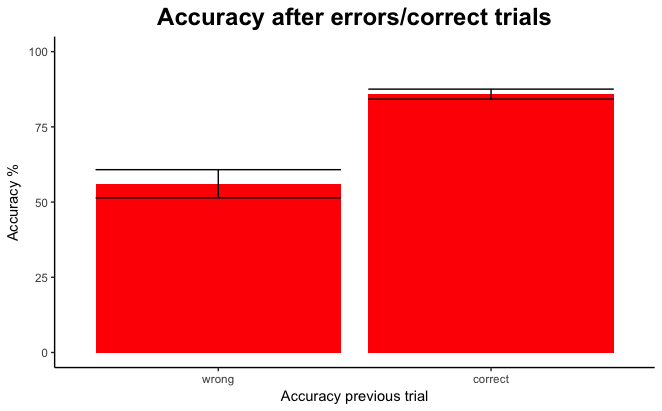 Accuracy after errors/correct trials
Accuracy %
100
75
50
25
0
wrong correct
Accuracy previous trial